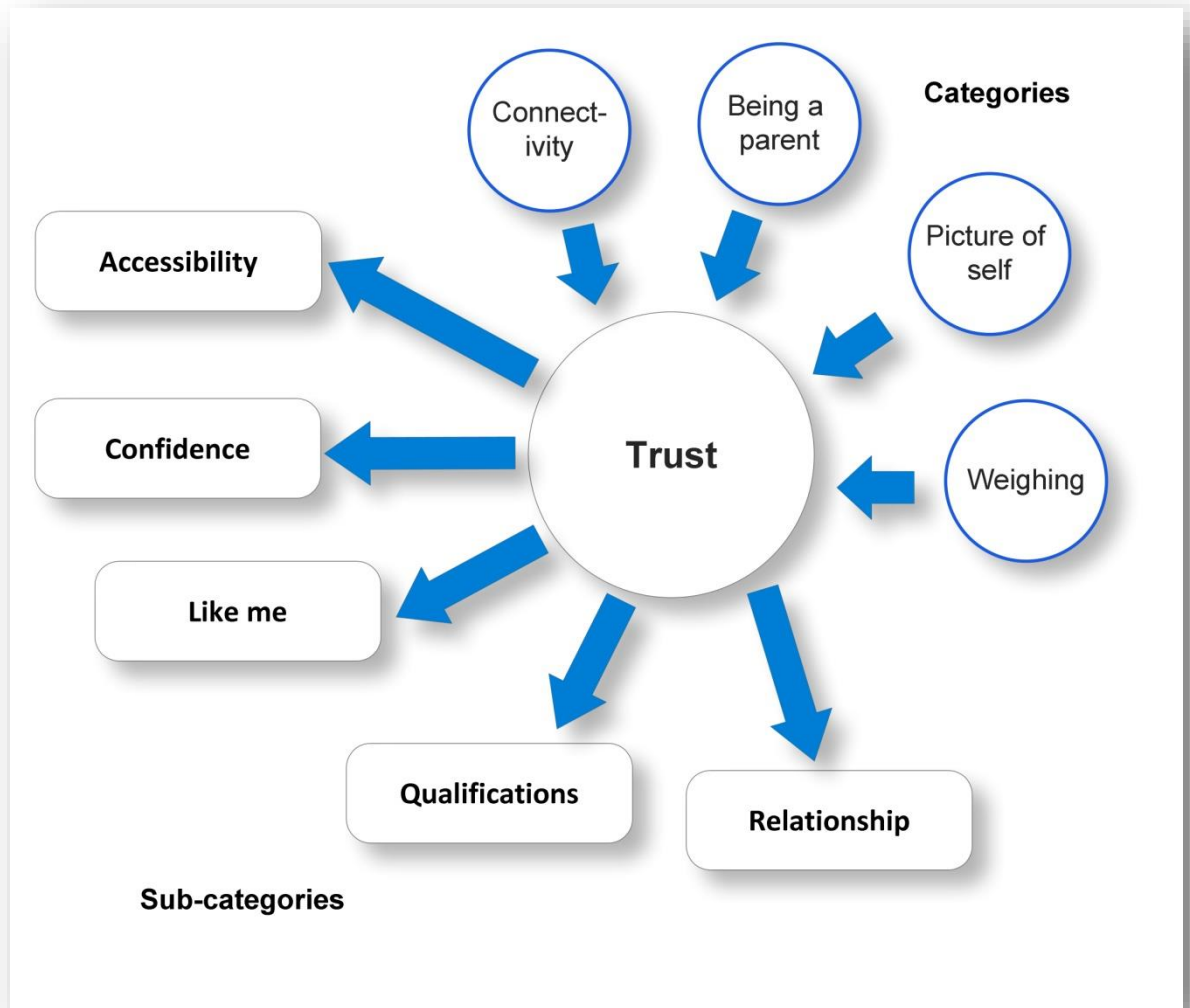 Connect-
ivity
Being a
parent
Categories
Picture of
self
Accessibility
Confidence
Trust
Weighing
Like me
Qualifications
Relationship
Sub-categories